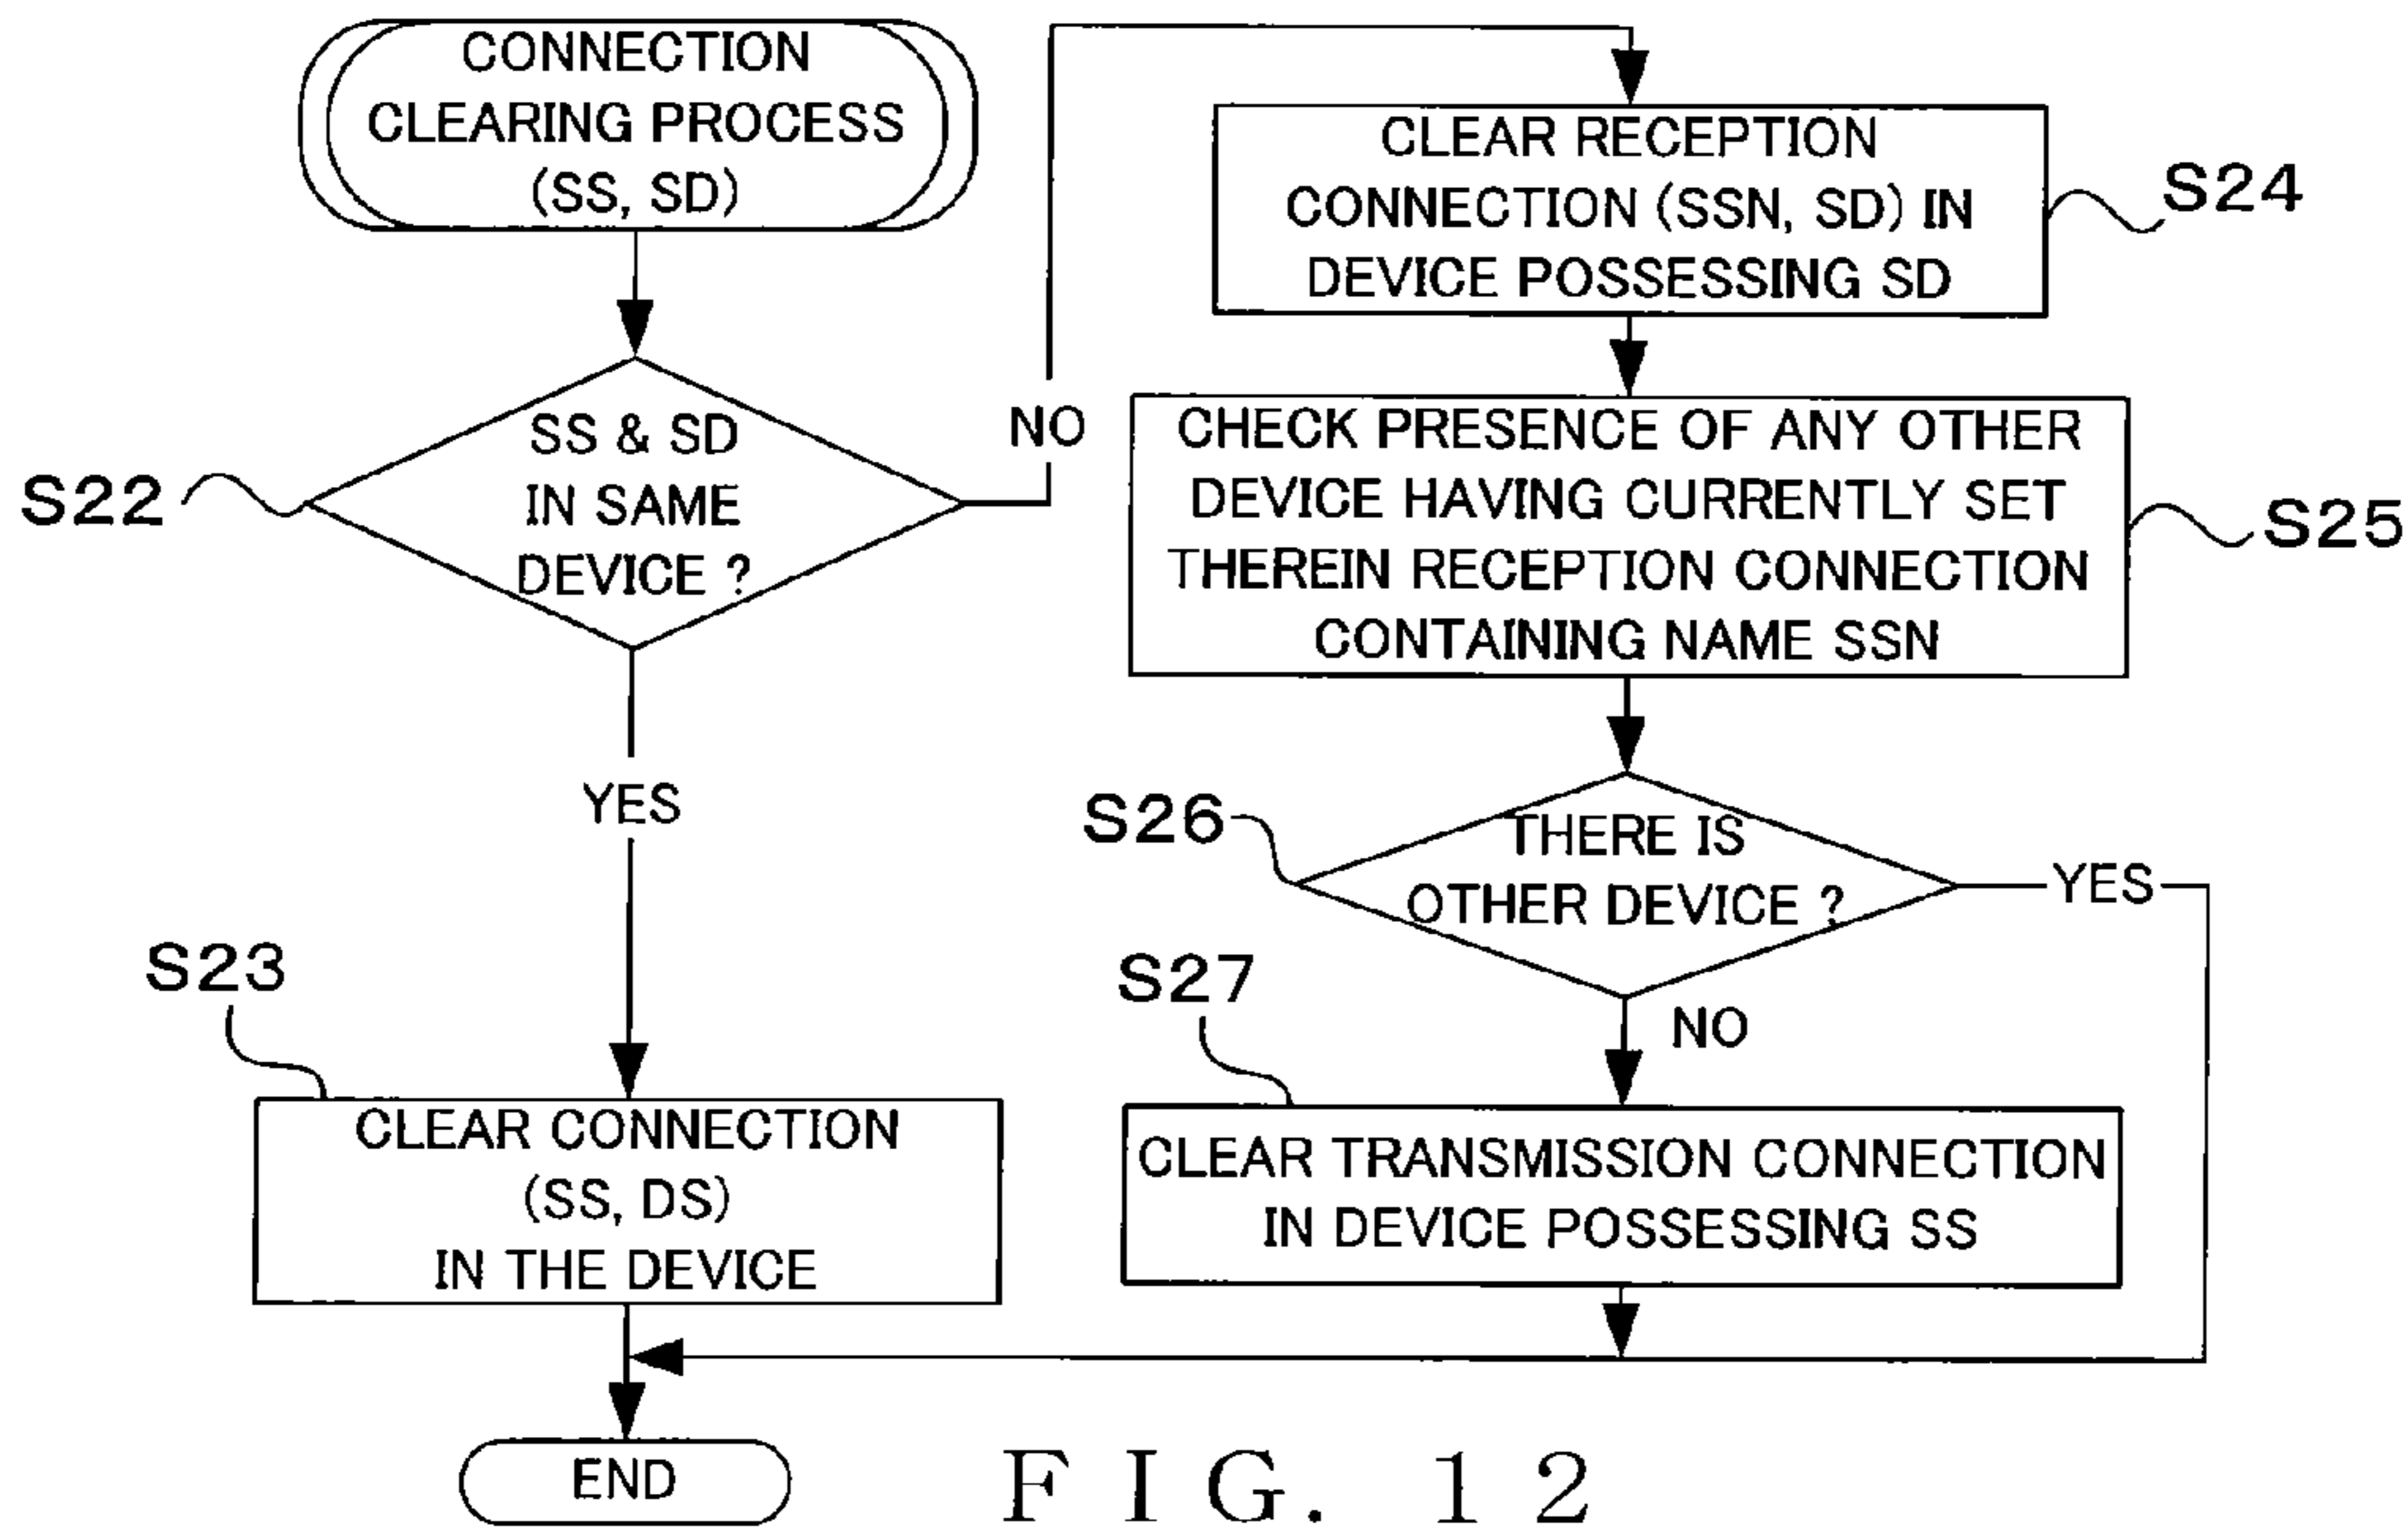 CONNECTION
CLEARING PROCESS
(SS, SD)
S22
SS & SD
IN SAME
DEVICE ?
NO
YES
S23
CLEAR CONNECTION
(SS, DS)
IN THE DEVICE
END
CLEAR RECEPTION
CONNECTION (SSN, SD) IN
DEVICE POSSESSING SD
S24
CHECK PRESENCE OF ANY OTHER
DEVICE HAVING CURRENTLY SET
THEREIN RECEPTION CONNECTION
CONTAINING NAME SSN
S25
S26
THERE IS
OTHER DEVICE ?
YES
NO
S27
CLEAR TRANSMISSION CONNECTION
IN DEVICE POSSESSING SS
FIG. 12